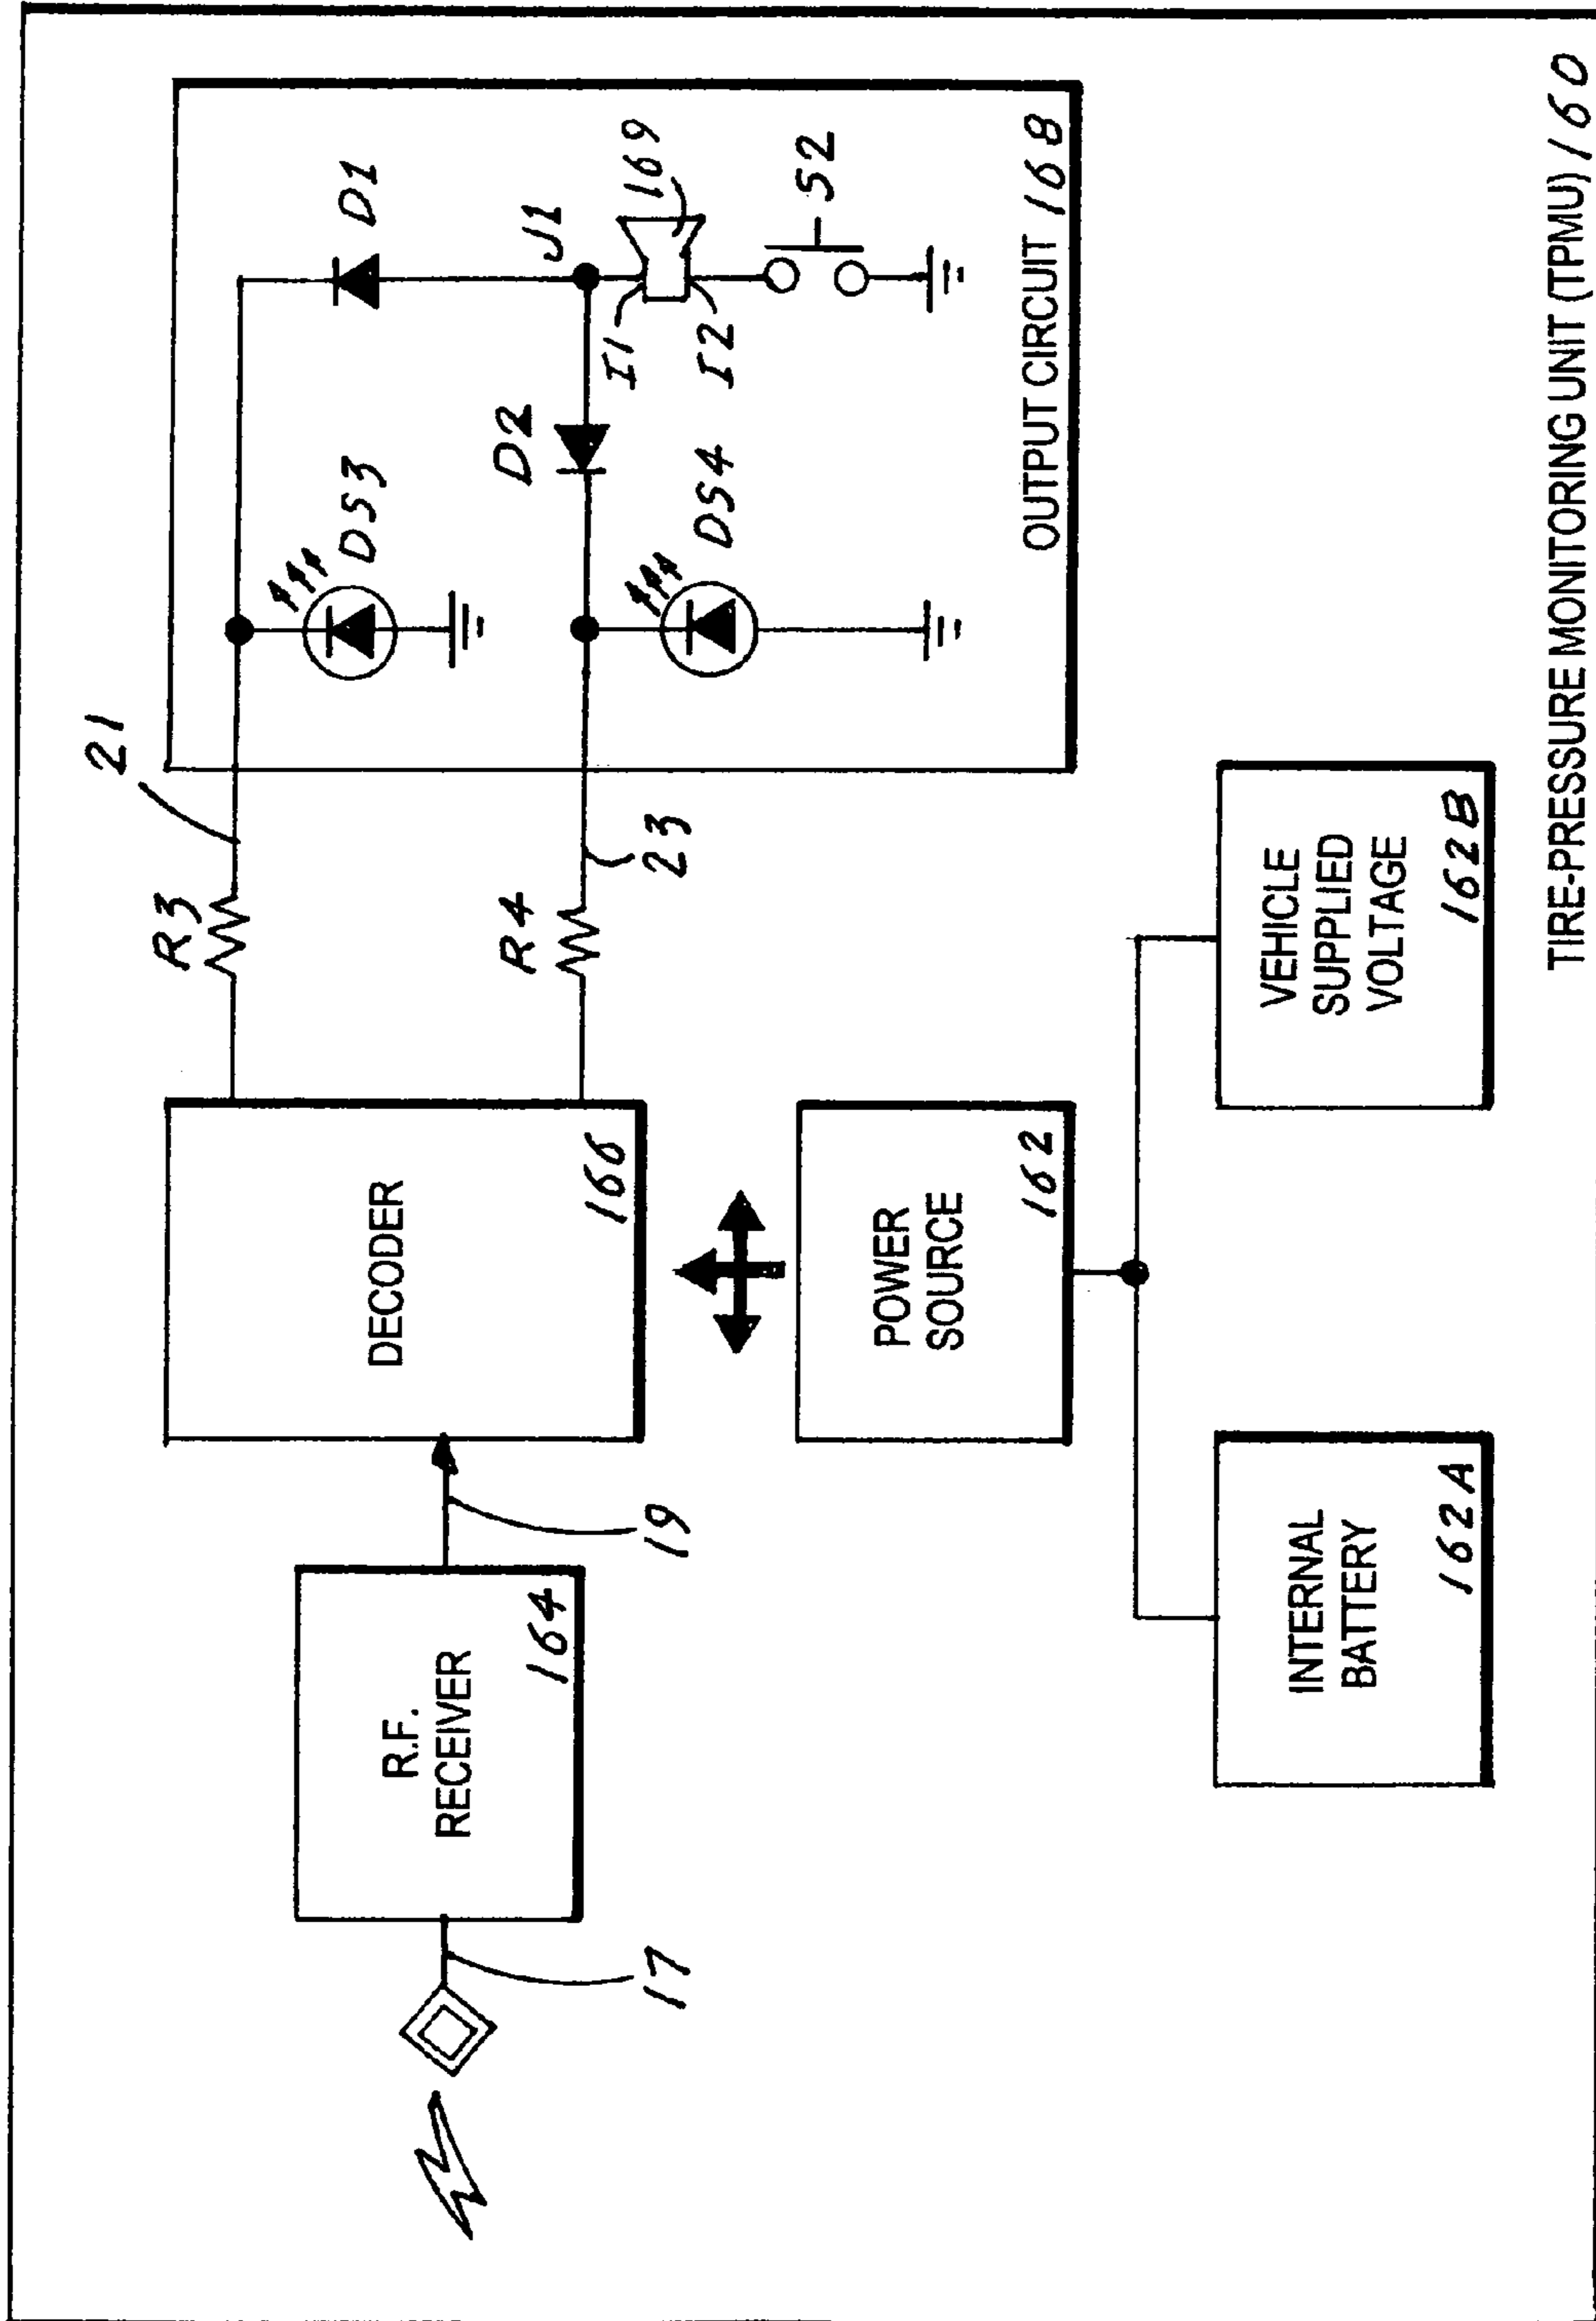 R.F.
RECEIVER
164
17
19
DECODER
166
R3
21
R4
23
DS3
D1
D2
J1
DS4
I1
I2
169
S2
OUTPUT CIRCUIT 168
POWER
SOURCE
162
INTERNAL
BATTERY
162A
VEHICLE
SUPPLIED
VOLTAGE
162B
TIRE-PRESSURE MONITORING UNIT (TPMU) 160